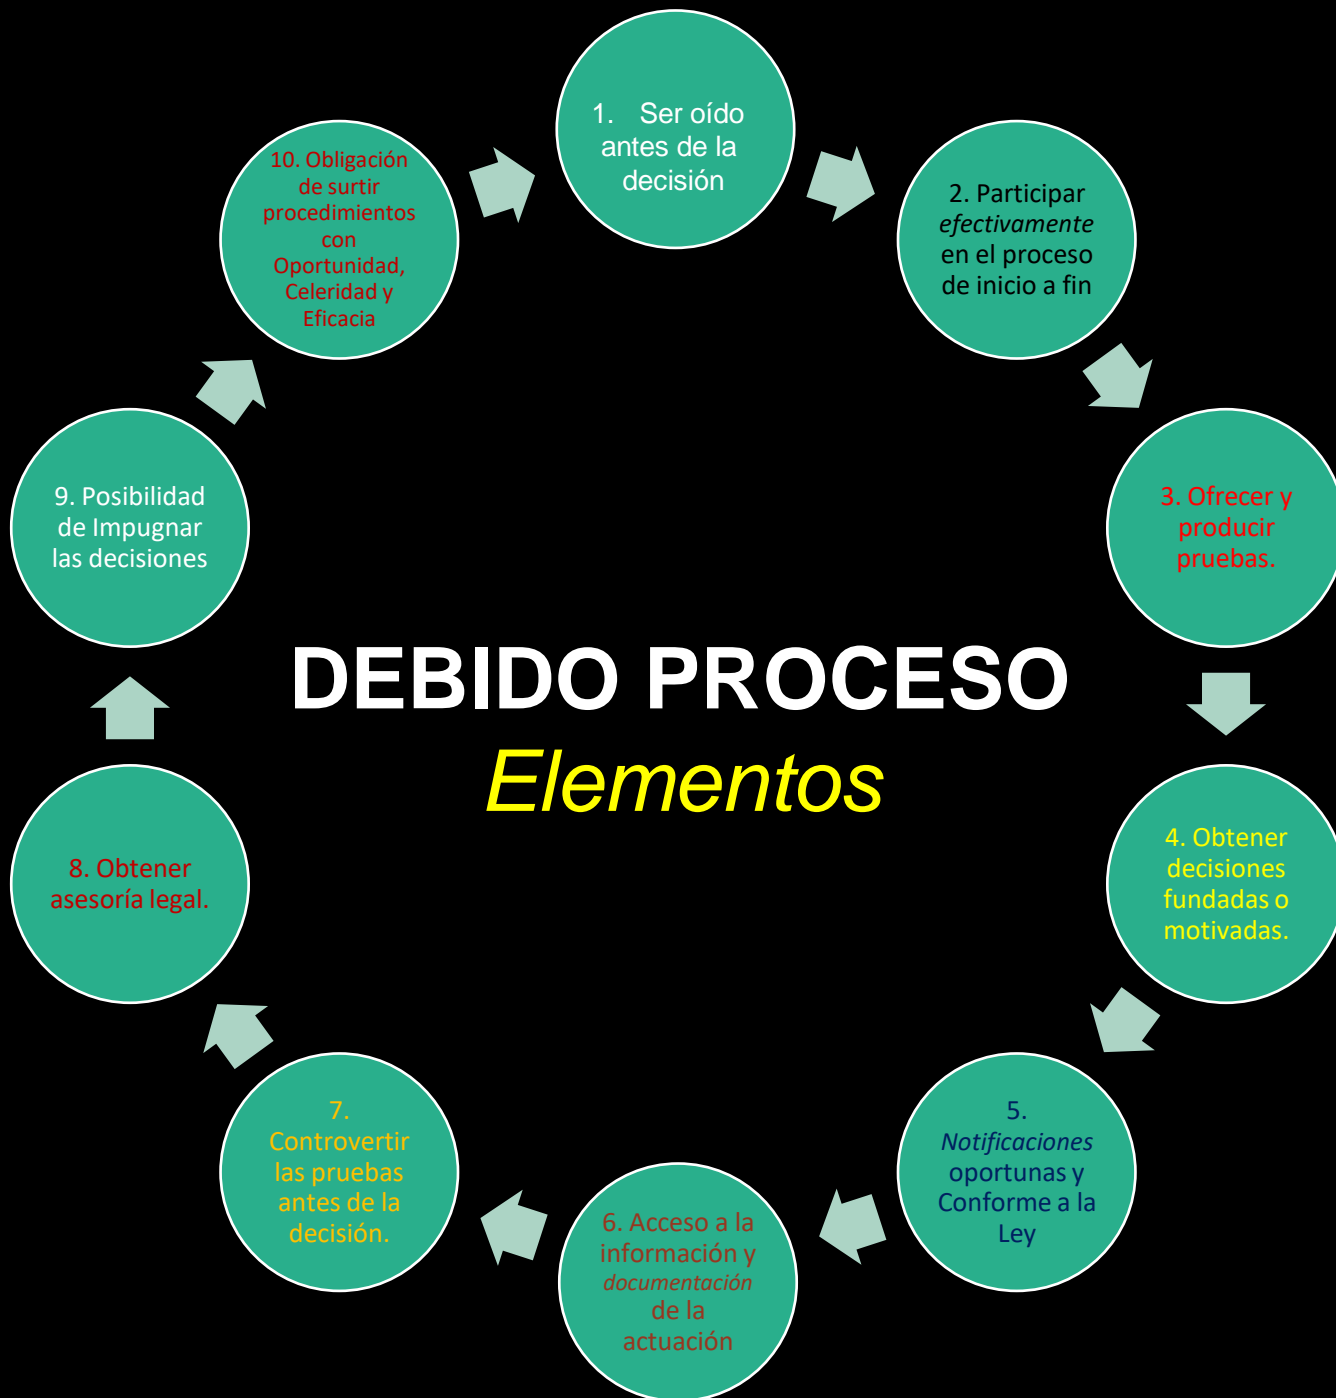 1. Ser oído
antes de la
decisión
2. Participar
efectivamente
en el proceso
de inicio a fin
3. Ofrecer y
producir
pruebas.
4. Obtener
decisiones
fundadas o
motivadas.
5.
Notificaciones
oportunas y
Conforme a la
Ley
6. Acceso a la
información y
documentación
de la
actuación
7.
Controvertir
las pruebas
antes de la
decisión.
8. Obtener
asesoría legal.
9. Posibilidad
de Impugnar
las decisiones
10. Obligación
de surtir
procedimientos
con
Oportunidad,
Celeridad y
Eficacia
DEBIDO PROCESO
Elementos